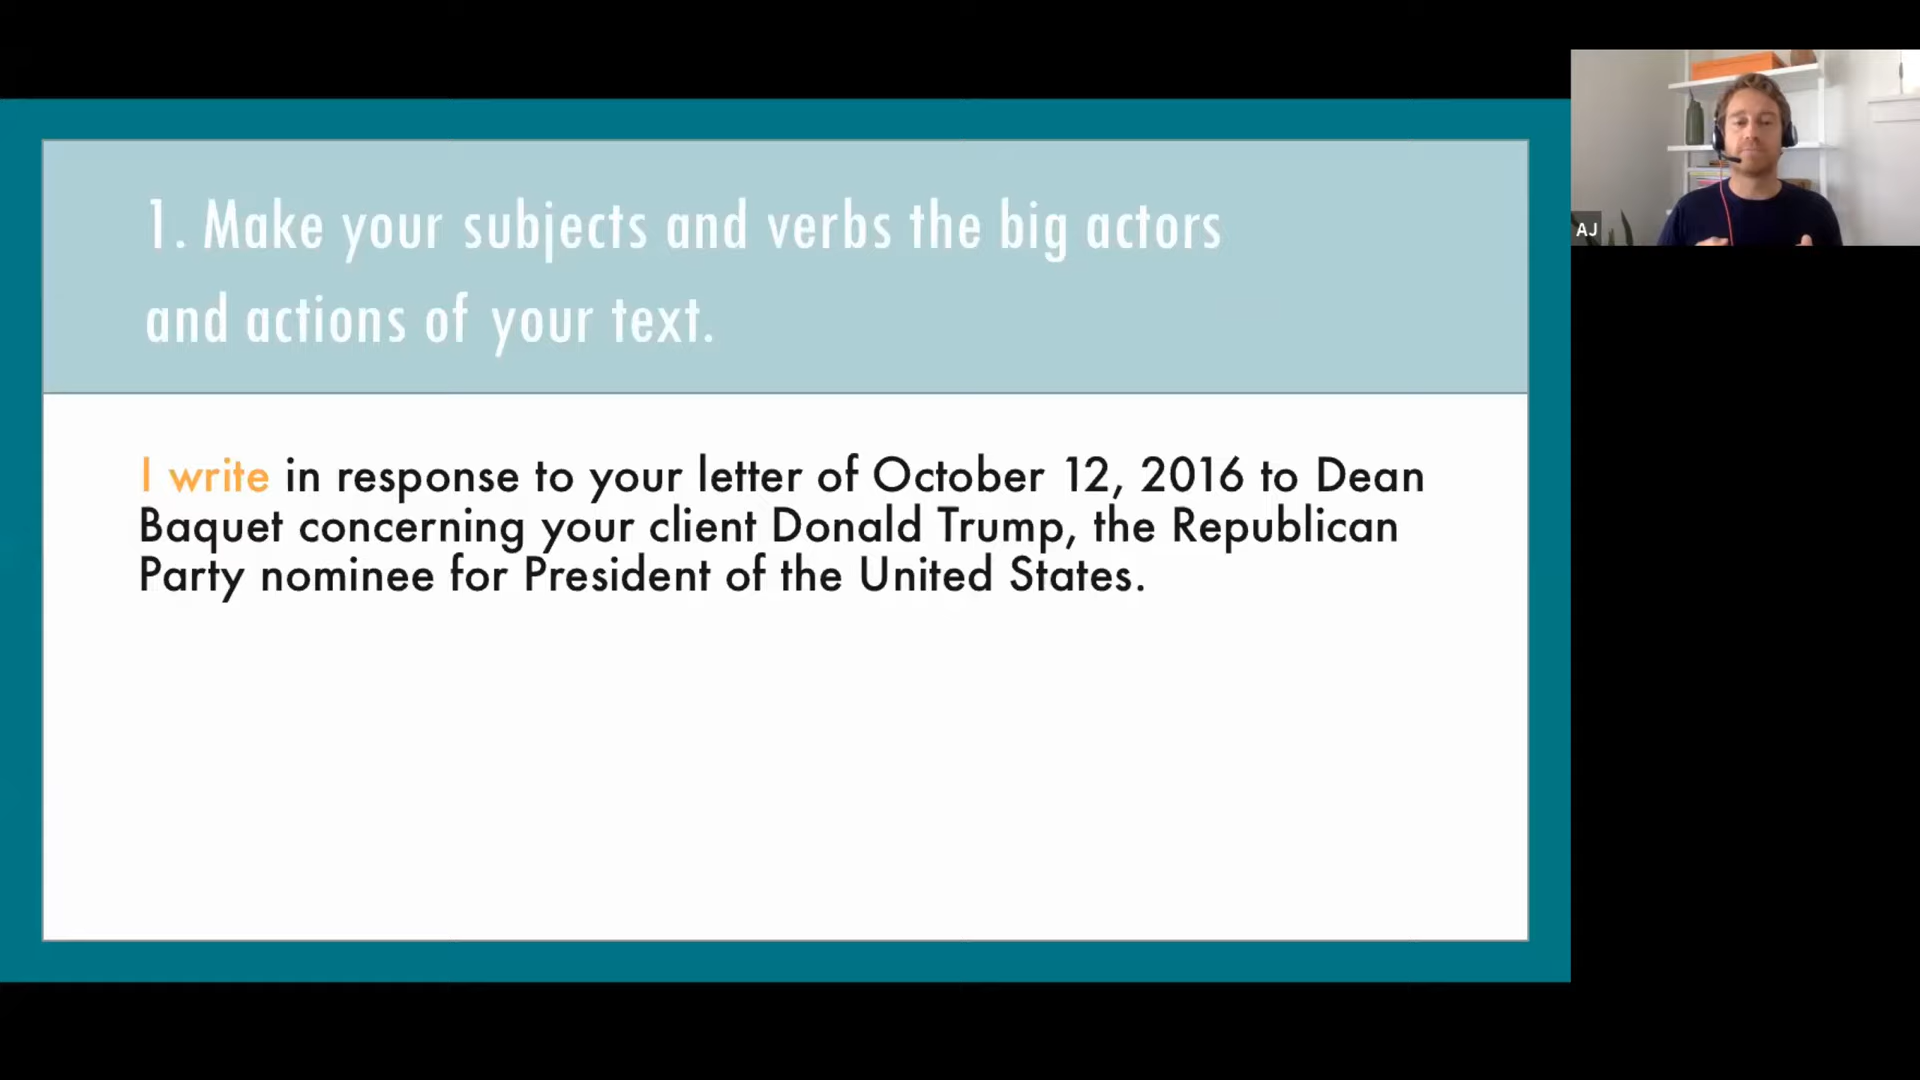 1. Make your subjects and verbs the big actors
and actions of your text.
I write in response to your letter of October 12, 2016 to Dean
Baquet concerning your client Donald Trump, the Republican
Party nominee for President of the United States.
AJ